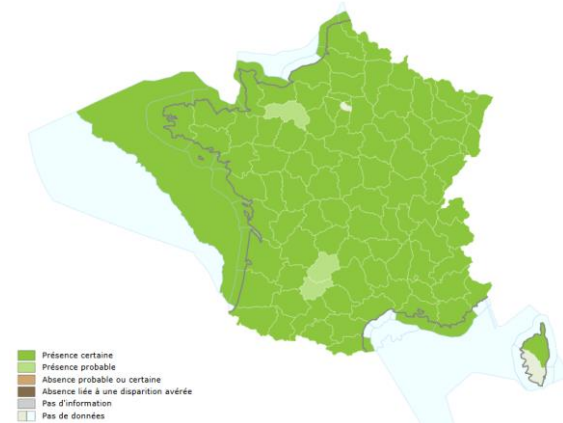 Présence certaine
Présence probable
Absence probable ou certaine
Absence liée à une disparition avérée
Pas d'information
Pas de données